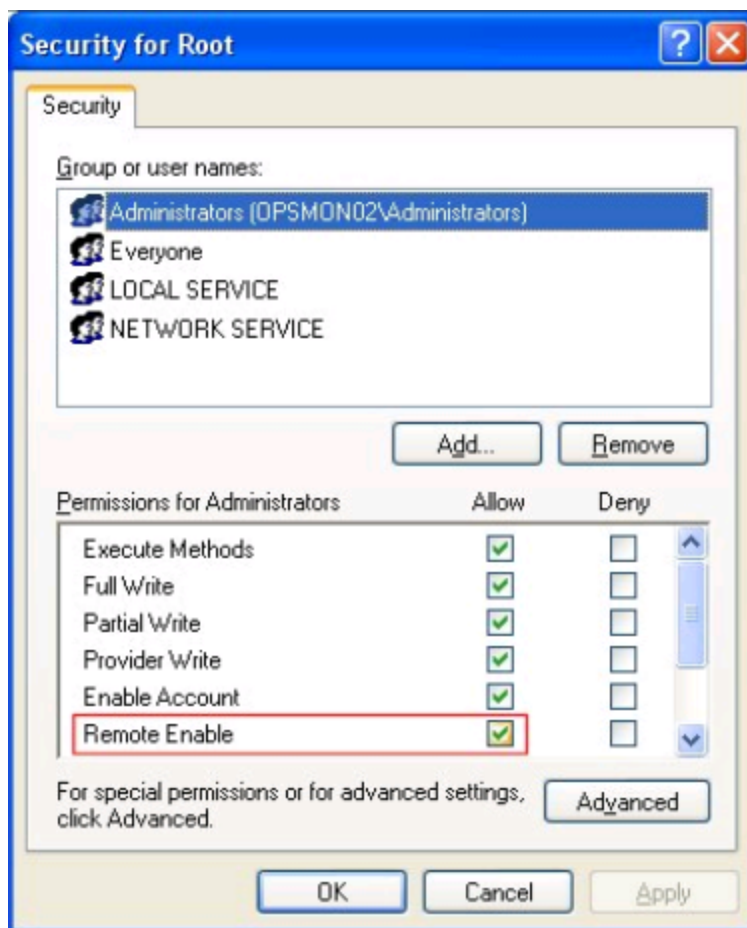 Security for Root
Security
Group or user names:
Administrators (OPSMON02\Administrators)
Everyone
LOCAL SERVICE
NETWORK SERVICE
Add... Remove
Permissions for Administrators Allow Deny
Execute Methods
Full Write
Partial Write
Provider Write
Enable Account
Remote Enable
For special permissions or for advanced settings, Advanced
click Advanced.
OK Cancel Apply